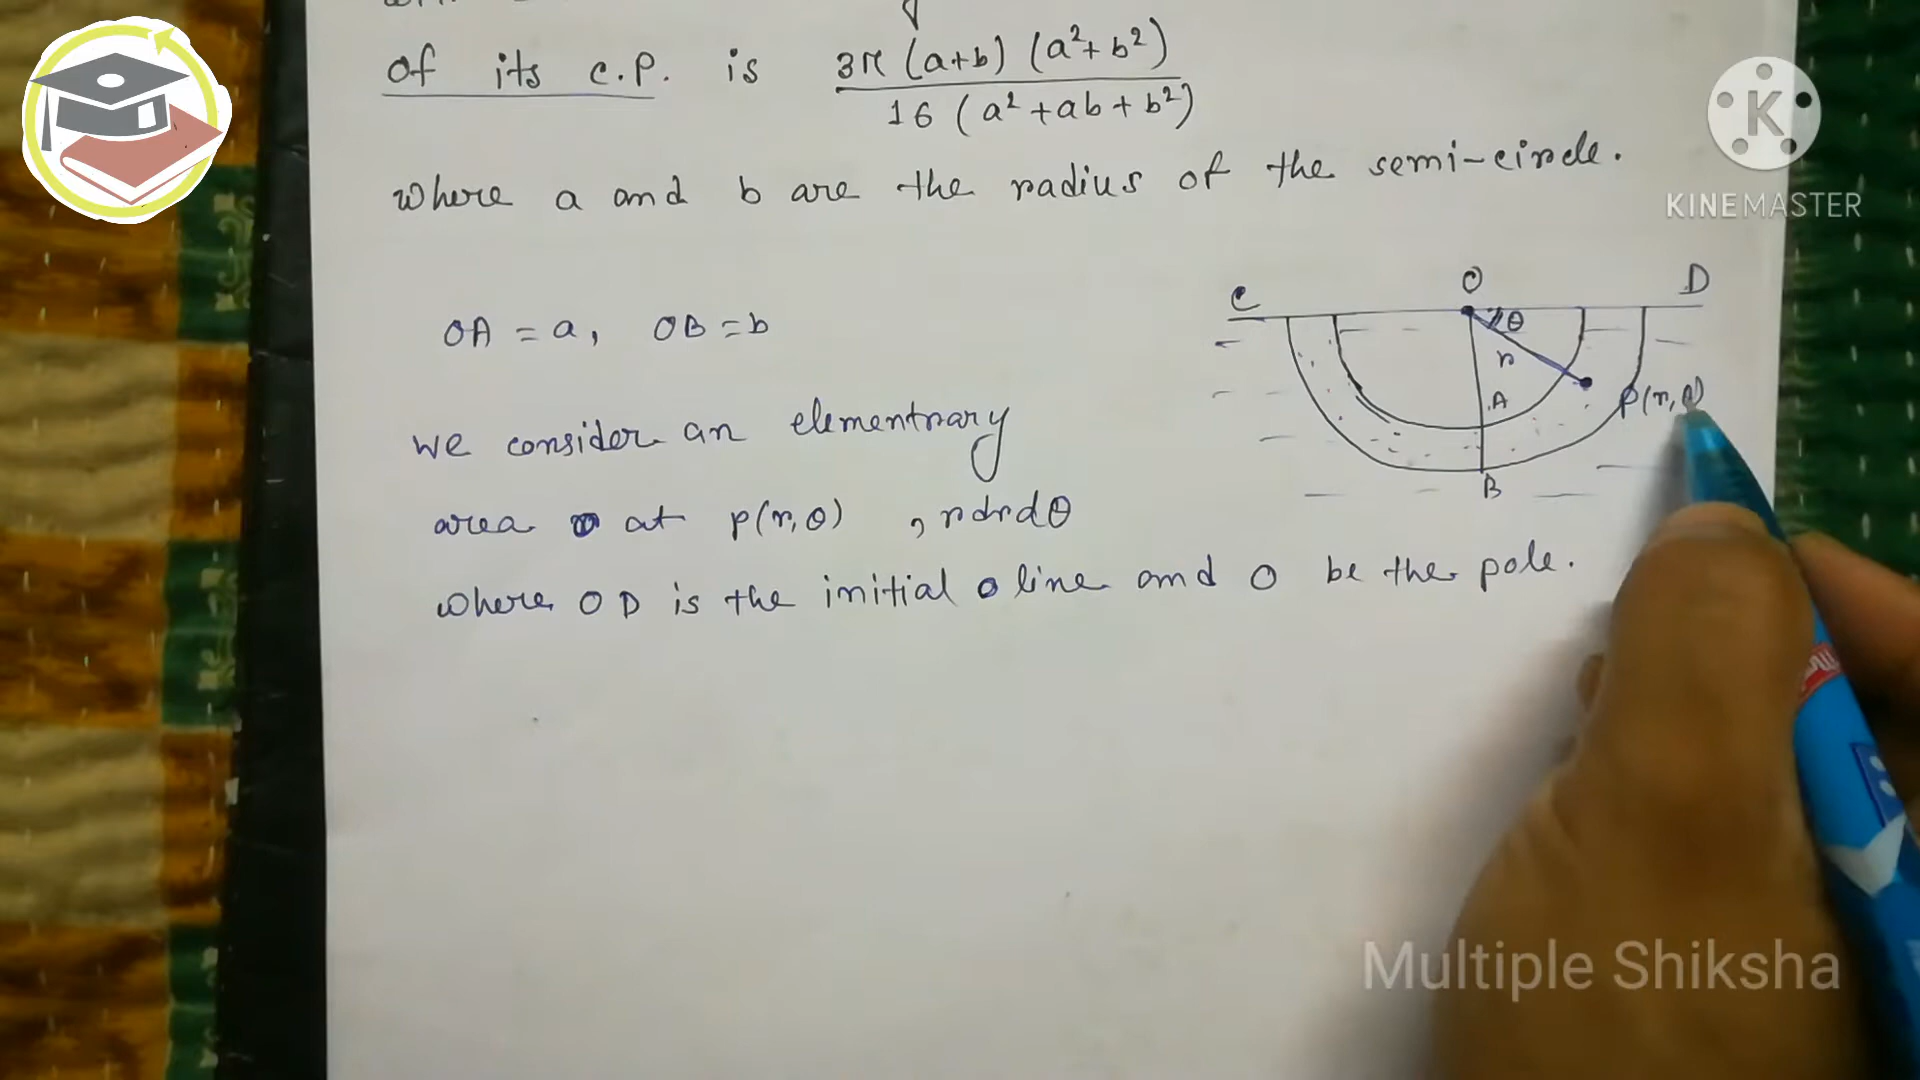 of its c.p. is 3π (a+b) (a²+b²) / 16 (a²+ab+b²)
where a and b are the radius of the semi-circle.
K
KINEMASTER
C O D
θ
r
A
P(r,θ)
B
OA = a, OB = b
we consider an elementrary
area at p(r,θ) , rdrdθ
where OD is the initial line and O be the pole.
Multiple Shiksha